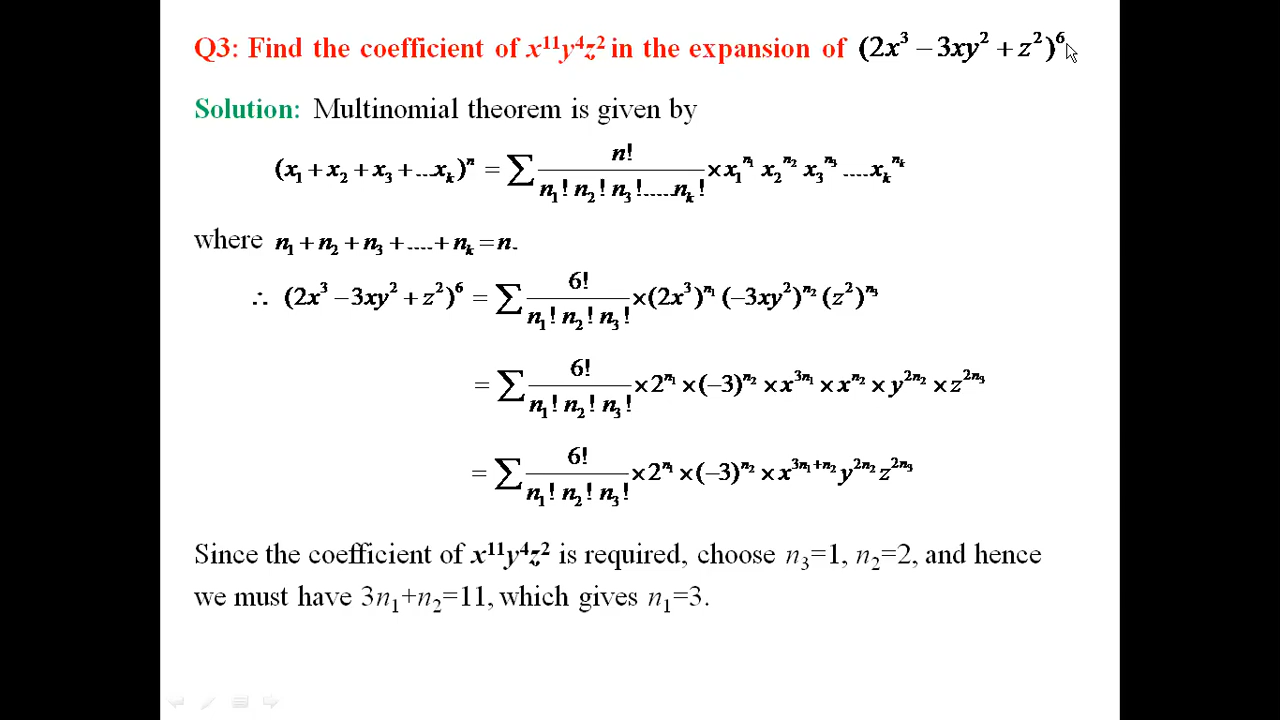 Q3: Find the coefficient of x¹¹y⁴z² in the expansion of (2x³ − 3xy² + z²)⁶
Solution: Multinomial theorem is given by
(x₁ + x₂ + x₃ + ...xₖ)ⁿ = ∑ n! / (n₁! n₂! n₃!.....nₖ!) × x₁^n₁ x₂^n₂ x₃^n₃ ....xₖ^nₖ
where n₁ + n₂ + n₃ + .... + nₖ = n.
∴ (2x³ − 3xy² + z²)⁶ = ∑ 6! / (n₁! n₂! n₃!) × (2x³)^n₁ (−3xy²)^n₂ (z²)^n₃
= ∑ 6! / (n₁! n₂! n₃!) × 2^n₁ × (−3)^n₂ × x^3n₁ × x^n₂ × y^2n₂ × z^2n₃
= ∑ 6! / (n₁! n₂! n₃!) × 2^n₁ × (−3)^n₂ × x^(3n₁+n₂) y^2n₂ z^2n₃
Since the coefficient of x¹¹y⁴z² is required, choose n₃=1, n₂=2, and hence
we must have 3n₁+n₂=11, which gives n₁=3.